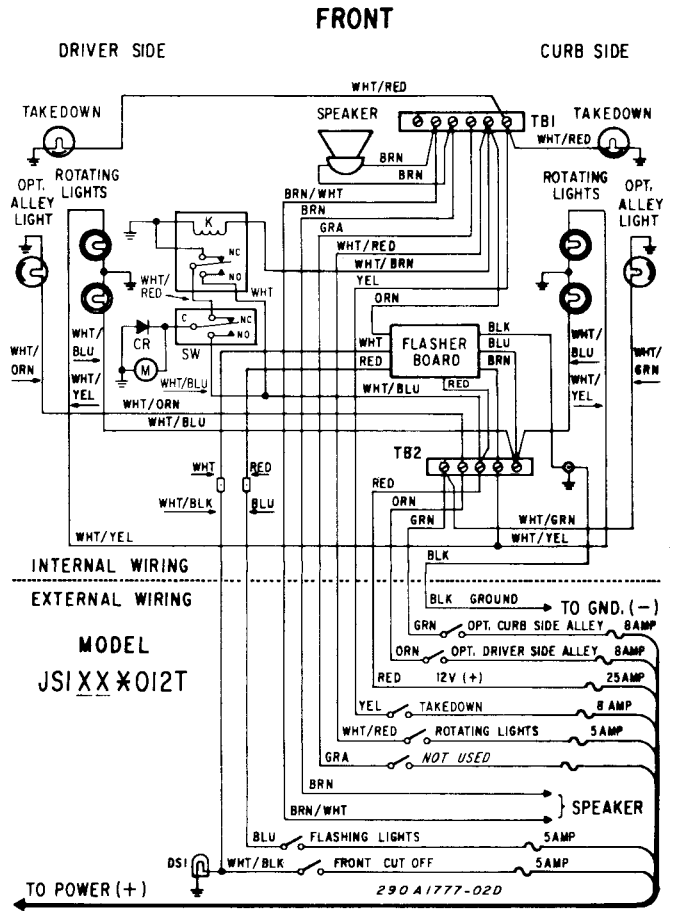 FRONT
DRIVER SIDE
CURB SIDE
WHT/RED
TAKEDOWN
SPEAKER
TB1
TAKEDOWN
WHT/RED
BRN
BRN
OPT. ALLEY LIGHT
ROTATING LIGHTS
ROTATING LIGHTS
OPT. ALLEY LIGHT
BRN/WHT
BRN
GRA
K
NC
NO
WHT/RED
WHT/BRN
WHT/RED
WHT
YEL
ORN
C
NC
NO
CR
SW
M
WHT
RED
FLASHER BOARD
BLK
BLU
BRN
RED
WHT/ORN
WHT/BLU
WHT/YEL
WHT/BLU
WHT/BLU
WHT/BLU
WHT/YEL
WHT/GRN
WHT/ORN
WHT/BLU
TB2
WHT
RED
WHT/BLK
BLU
RED
ORN
GRN
WHT/GRN
WHT/YEL
WHT/YEL
BLK
INTERNAL WIRING
EXTERNAL WIRING
BLK GROUND
TO GND. (-)
GRN OPT. CURB SIDE ALLEY 8AMP
MODEL
JS1XX*012T
ORN OPT. DRIVER SIDE ALLEY 8AMP
RED 12V (+) 25AMP
YEL TAKEDOWN 8 AMP
WHT/RED ROTATING LIGHTS 5AMP
GRA NOT USED
BRN
BRN/WHT
SPEAKER
BLU FLASHING LIGHTS 5AMP
DS1 WHT/BLK FRONT CUT OFF 5AMP
TO POWER (+)
290A1777-02D